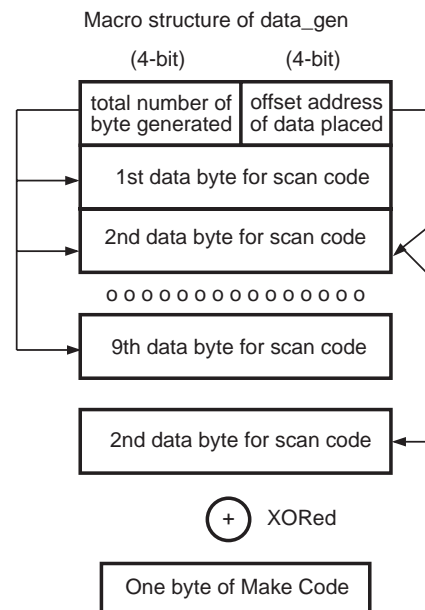 Macro structure of data_gen
(4-bit) (4-bit)
total number of
byte generated
offset address
of data placed
1st data byte for scan code
2nd data byte for scan code
o o o o o o o o o o o o o o o
9th data byte for scan code
2nd data byte for scan code
+ XORed
One byte of Make Code